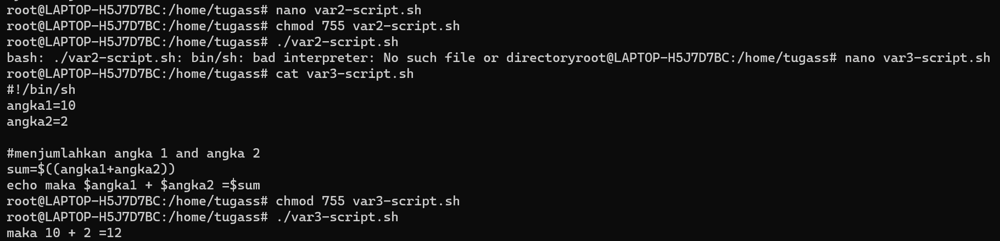 root@LAPTOP-H5J7D7BC:/home/tugass# nano var2-script.sh
root@LAPTOP-H5J7D7BC:/home/tugass# chmod 755 var2-script.sh
root@LAPTOP-H5J7D7BC:/home/tugass# ./var2-script.sh
bash: ./var2-script.sh: bin/sh: bad interpreter: No such file or directoryroot@LAPTOP-H5J7D7BC:/home/tugass# nano var3-script.sh
root@LAPTOP-H5J7D7BC:/home/tugass# cat var3-script.sh
#!/bin/sh
angka1=10
angka2=2

#menjumlahkan angka 1 and angka 2
sum=$((angka1+angka2))
echo maka $angka1 + $angka2 =$sum
root@LAPTOP-H5J7D7BC:/home/tugass# chmod 755 var3-script.sh
root@LAPTOP-H5J7D7BC:/home/tugass# ./var3-script.sh
maka 10 + 2 =12